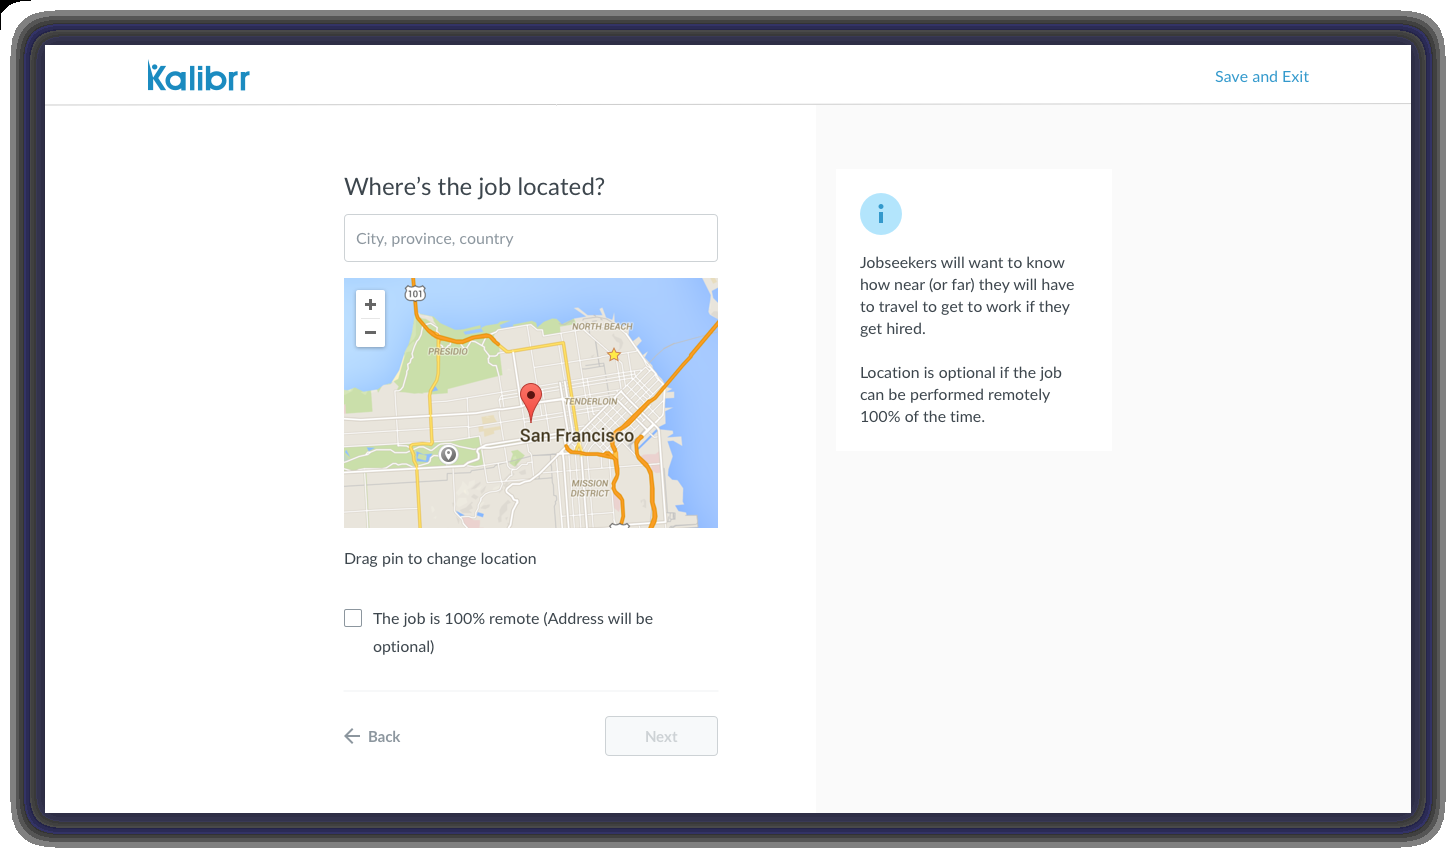 Kalibrr
Save and Exit
Where’s the job located?
City, province, country
+
−
101
NORTH BEACH
PRESIDIO
TENDERLOIN
San Francisco
MISSION
DISTRICT
Drag pin to change location
The job is 100% remote (Address will be
optional)
Back
Next
i
Jobseekers will want to know
how near (or far) they will have
to travel to get to work if they
get hired.
Location is optional if the job
can be performed remotely
100% of the time.